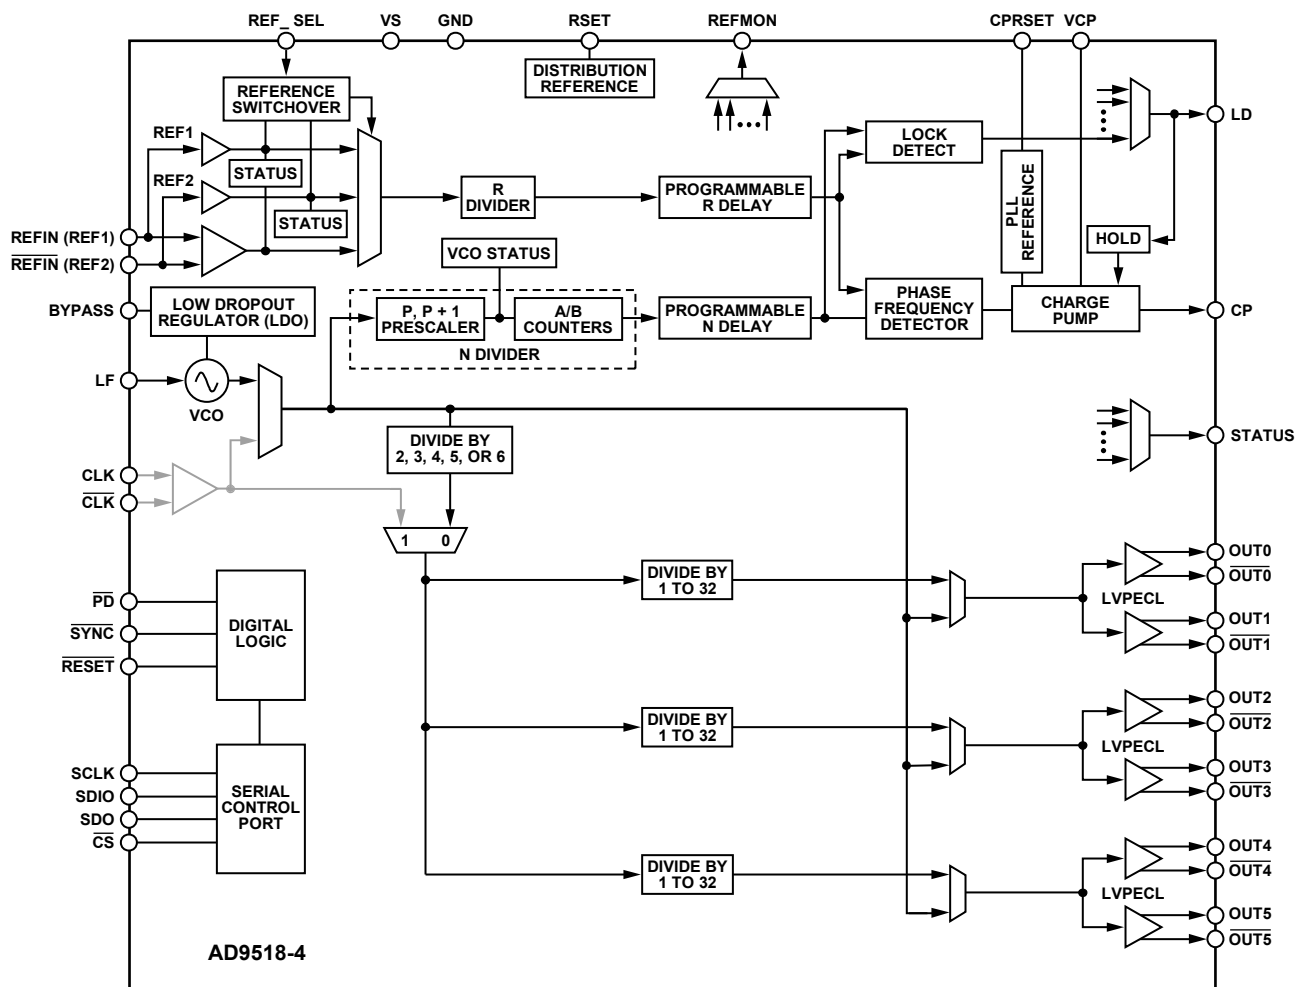 REF_ SEL
VS
GND
RSET
REFMON
CPRSET
VCP
DISTRIBUTION
REFERENCE
REFERENCE
SWITCHOVER
REF1
STATUS
REF2
STATUS
R
DIVIDER
PROGRAMMABLE
R DELAY
LOCK
DETECT
LD
PLL
REFERENCE
HOLD
REFIN (REF1)
REFIN (REF2)
BYPASS
LOW DROPOUT
REGULATOR (LDO)
VCO STATUS
P, P + 1
PRESCALER
A/B
COUNTERS
N DIVIDER
PROGRAMMABLE
N DELAY
PHASE
FREQUENCY
DETECTOR
CHARGE
PUMP
CP
LF
VCO
DIVIDE BY
2, 3, 4, 5, OR 6
STATUS
CLK
CLK
1 0
PD
SYNC
RESET
DIGITAL
LOGIC
DIVIDE BY
1 TO 32
LVPECL
OUT0
OUT0
OUT1
OUT1
DIVIDE BY
1 TO 32
LVPECL
OUT2
OUT2
OUT3
OUT3
SCLK
SDIO
SDO
CS
SERIAL
CONTROL
PORT
DIVIDE BY
1 TO 32
LVPECL
OUT4
OUT4
OUT5
OUT5
AD9518-4